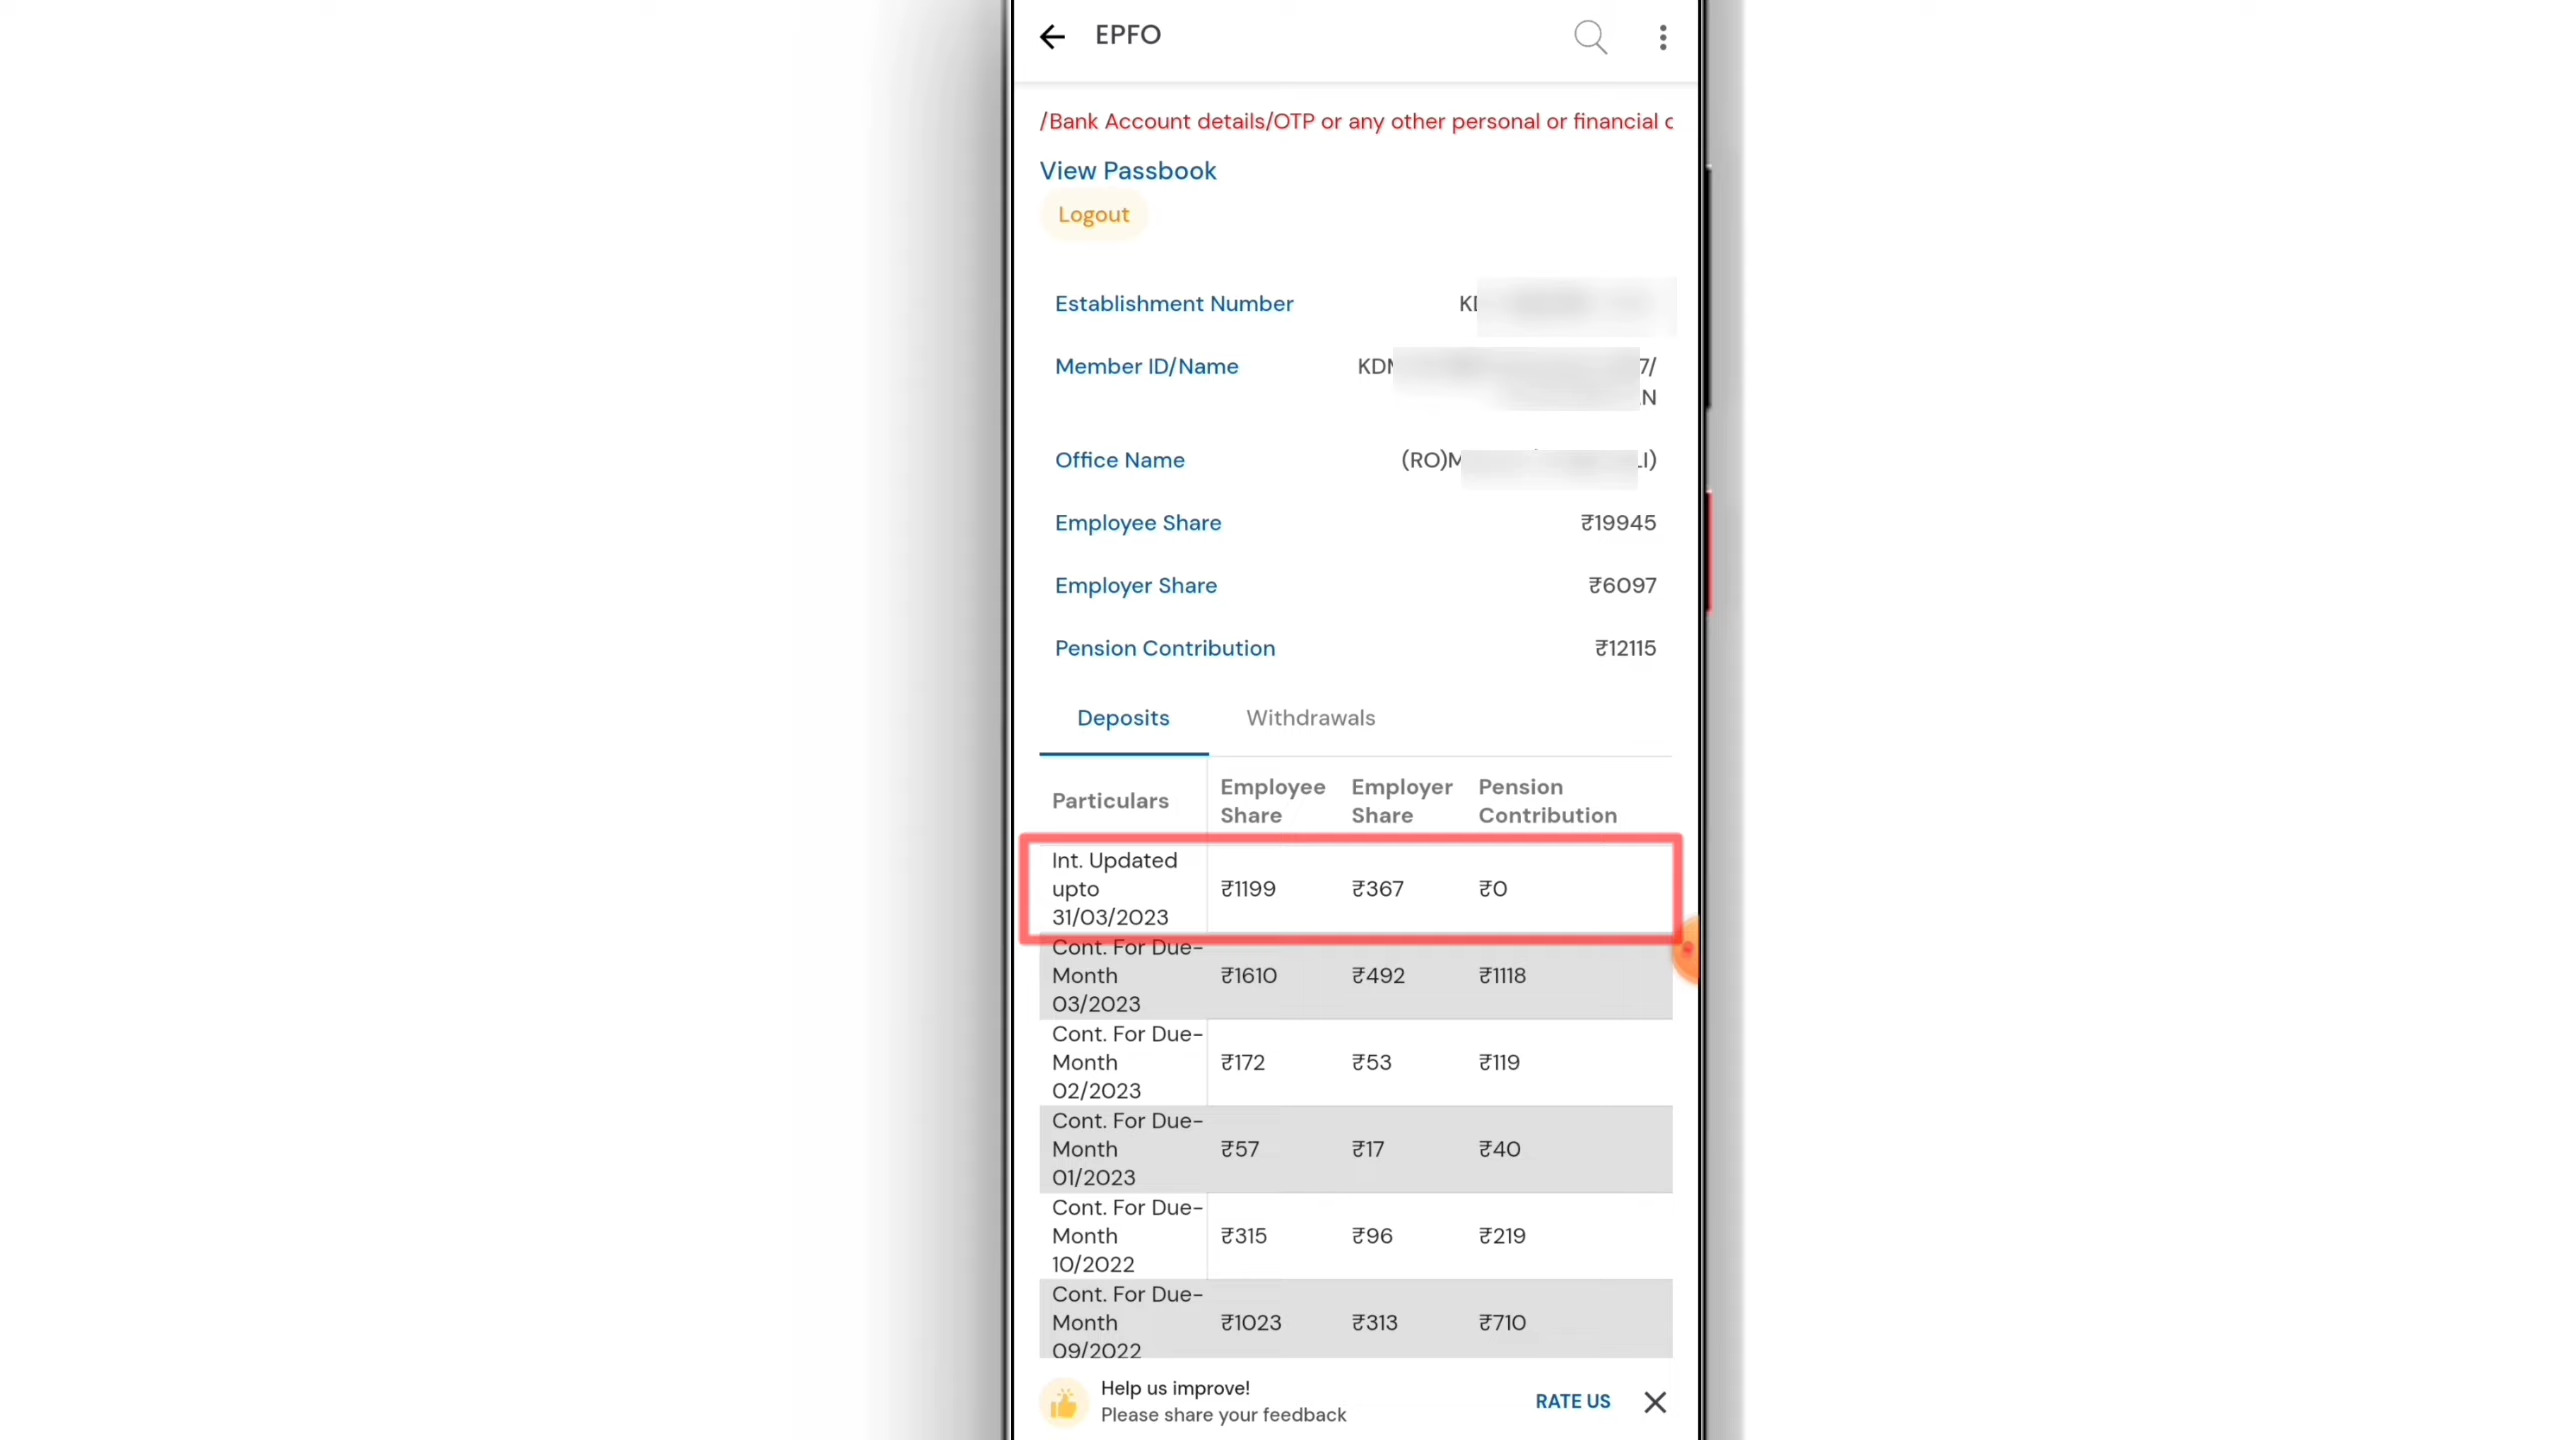 EPFO
/Bank Account details/OTP or any other personal or financial
View Passbook
Logout
Establishment Number
Member ID/Name 7/
Office Name (RO)M LI)
Employee Share ₹19945
Employer Share ₹6097
Pension Contribution ₹12115
Deposits Withdrawals
Particulars Employee Share Employer Share Pension Contribution
Int. Updated upto 31/03/2023 ₹1199 ₹367 ₹0
Cont. For Due-Month 03/2023 ₹1610 ₹492 ₹1118
Cont. For Due-Month 02/2023 ₹172 ₹53 ₹119
Cont. For Due-Month 01/2023 ₹57 ₹17 ₹40
Cont. For Due-Month 10/2022 ₹315 ₹96 ₹219
Cont. For Due-Month 09/2022 ₹1023 ₹313 ₹710
Help us improve!
Please share your feedback
RATE US